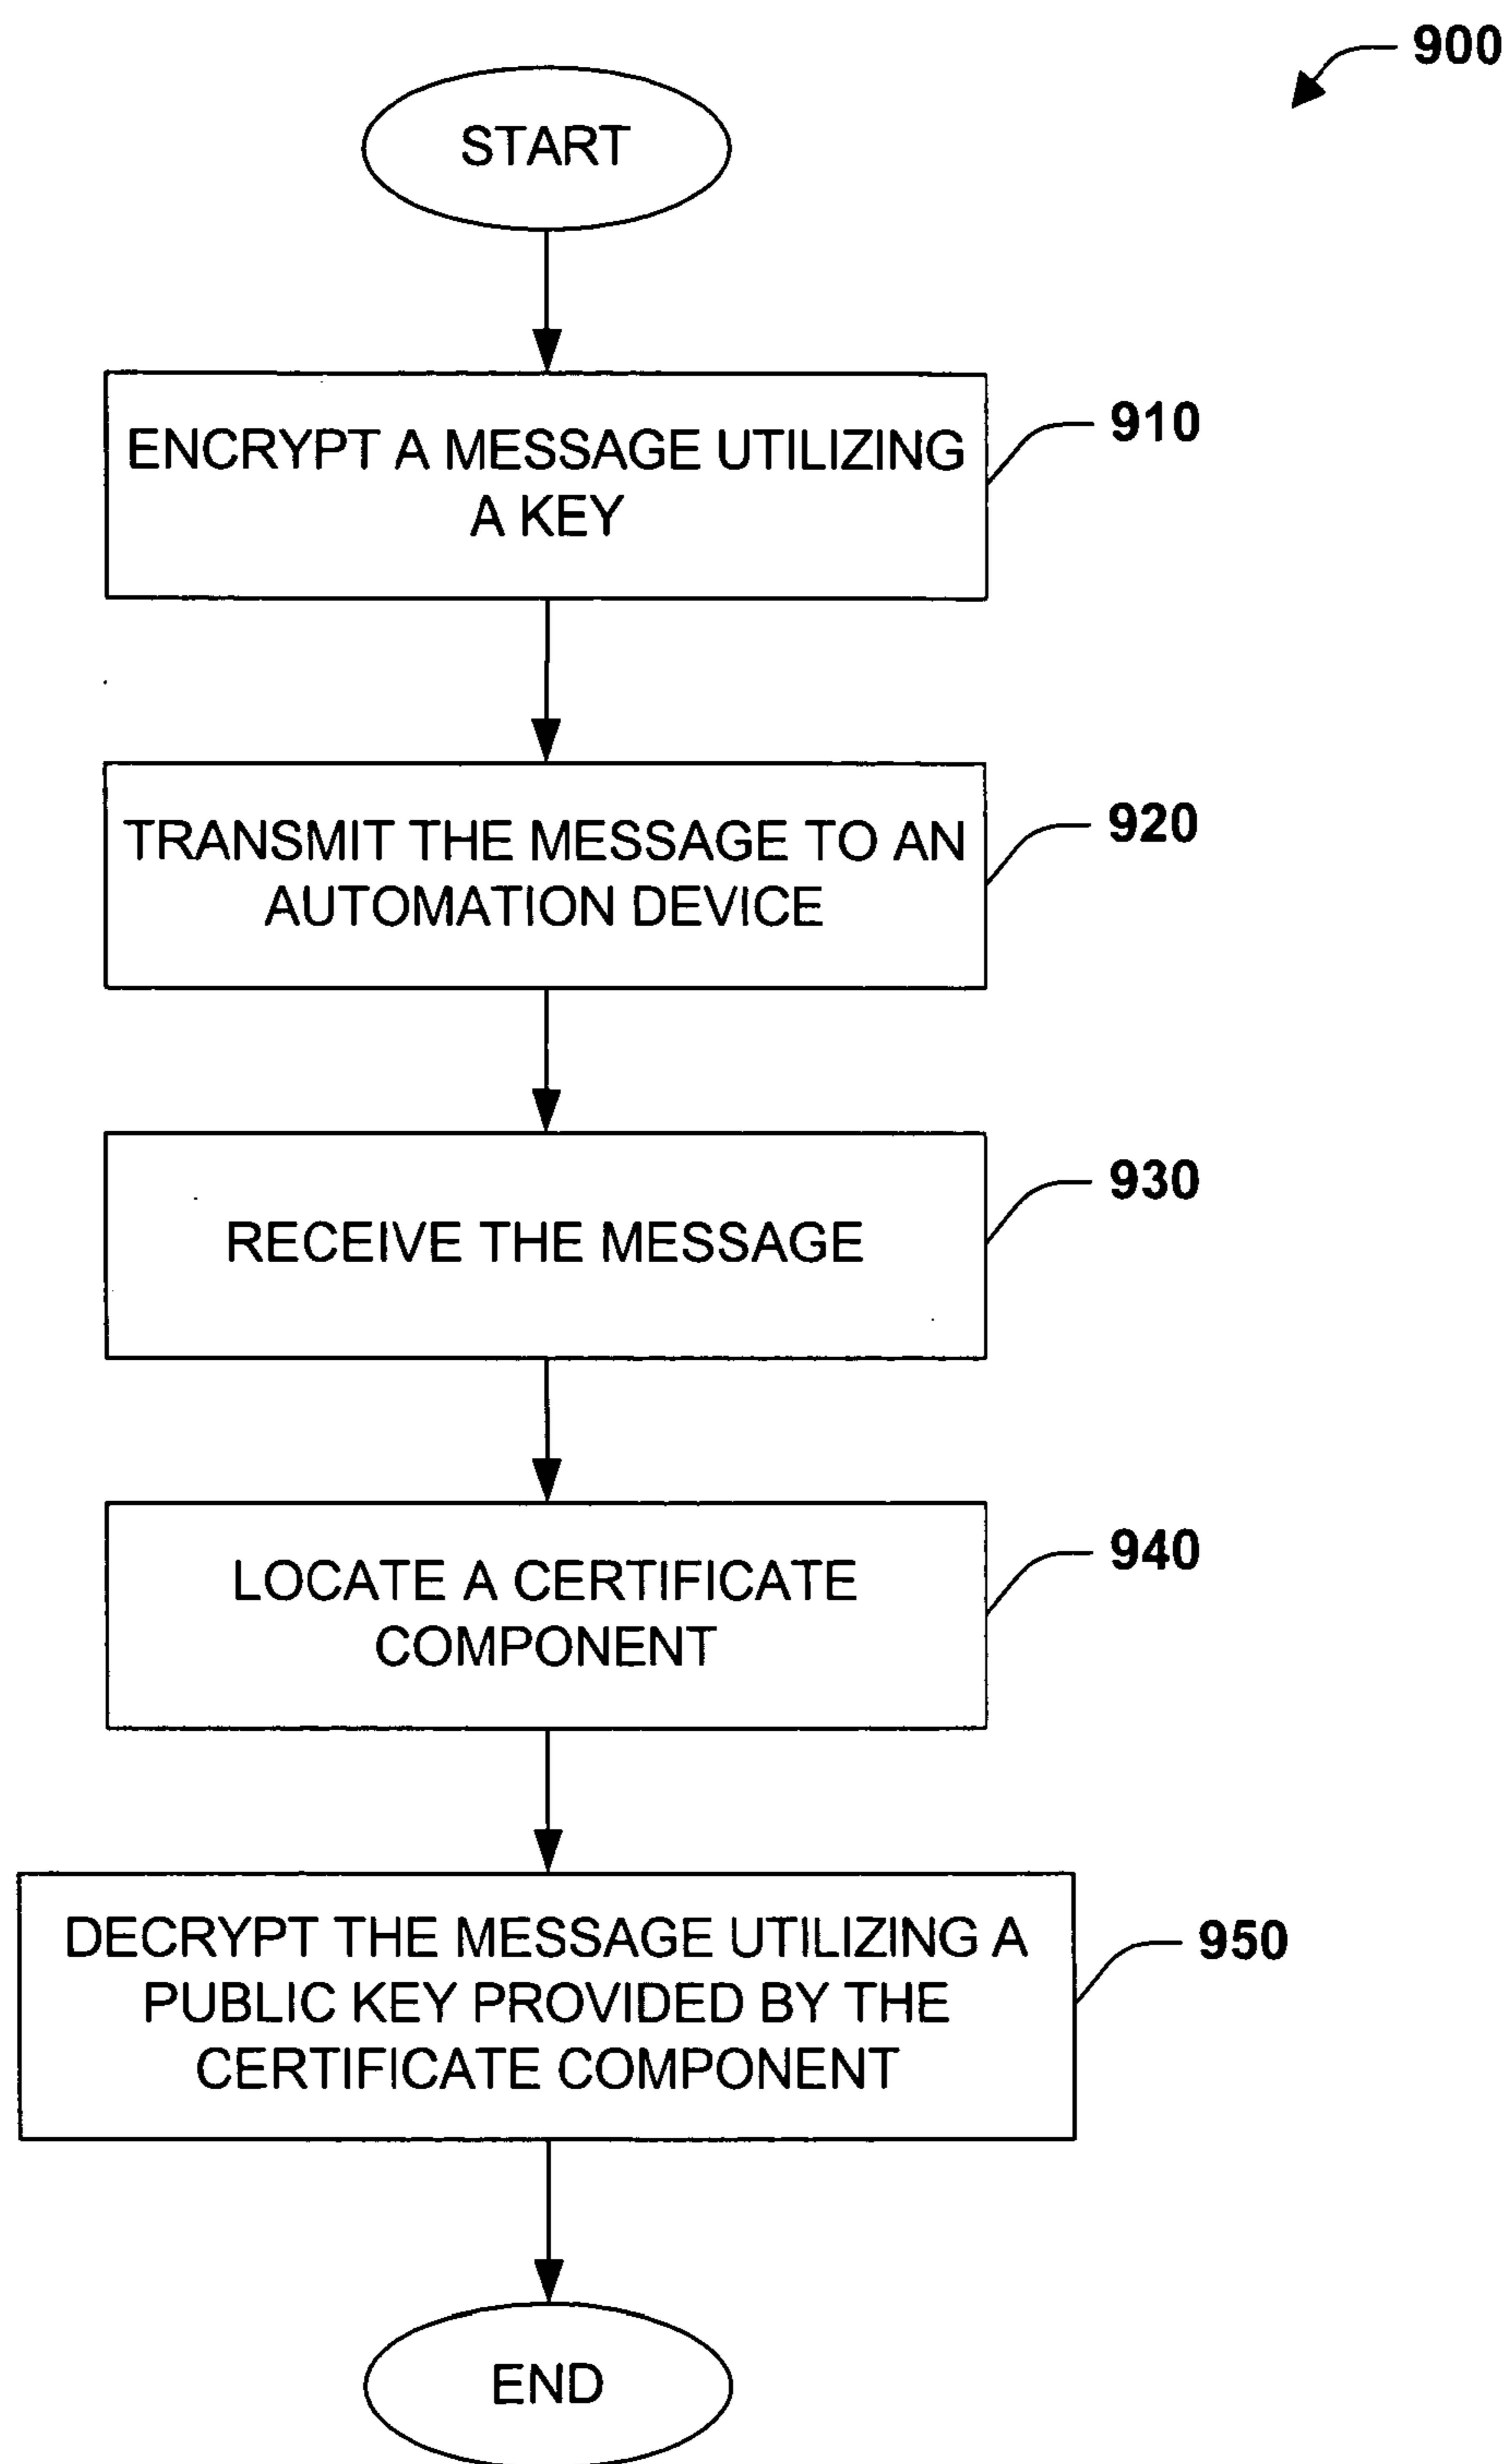 900
START
ENCRYPT A MESSAGE UTILIZING
A KEY
910
TRANSMIT THE MESSAGE TO AN
AUTOMATION DEVICE
920
RECEIVE THE MESSAGE
930
LOCATE A CERTIFICATE
COMPONENT
940
DECRYPT THE MESSAGE UTILIZING A
PUBLIC KEY PROVIDED BY THE
CERTIFICATE COMPONENT
950
END